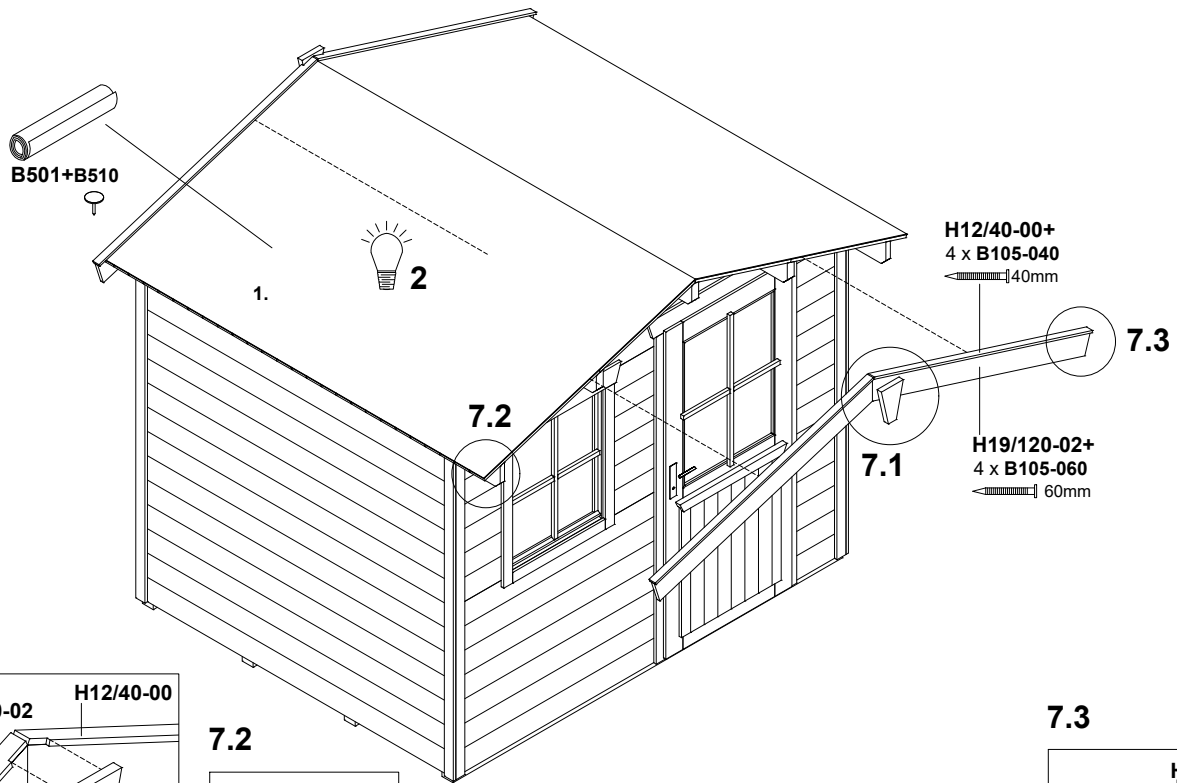 B501+B510
1.
2
H12/40-00+
4 x B105-040
40mm
7.3
7.2
7.1
H19/120-02+
4 x B105-060
60mm
H12/40-00
-02
7.2
7.3
H